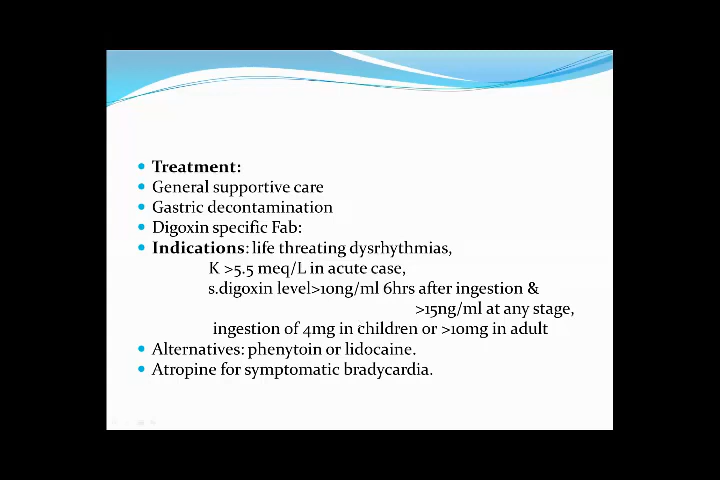 Treatment:
General supportive care
Gastric decontamination
Digoxin specific Fab:
Indications: life threating dysrhythmias,
K >5.5 meq/L in acute case,
s.digoxin level>10ng/ml 6hrs after ingestion &
>15ng/ml at any stage,
ingestion of 4mg in children or >10mg in adult
Alternatives: phenytoin or lidocaine.
Atropine for symptomatic bradycardia.